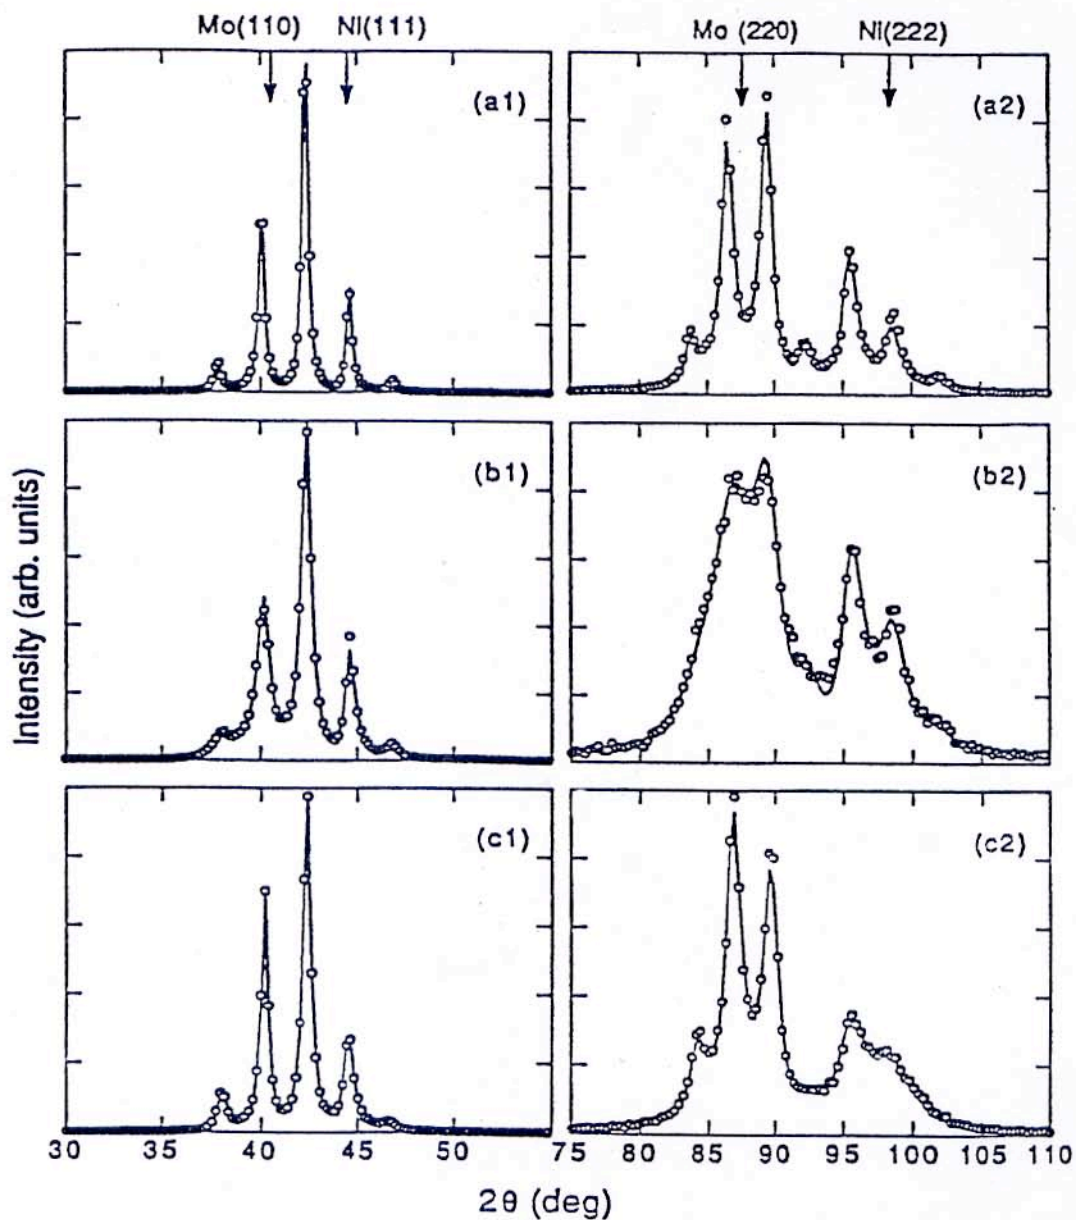 Mo(110) Ni(111) Mo (220) Ni(222)
(a1) (a2)
(b1) (b2)
(c1) (c2)
Intensity (arb. units)
30 35 40 45 50 75 80 85 90 95 100 105 110
2θ (deg)